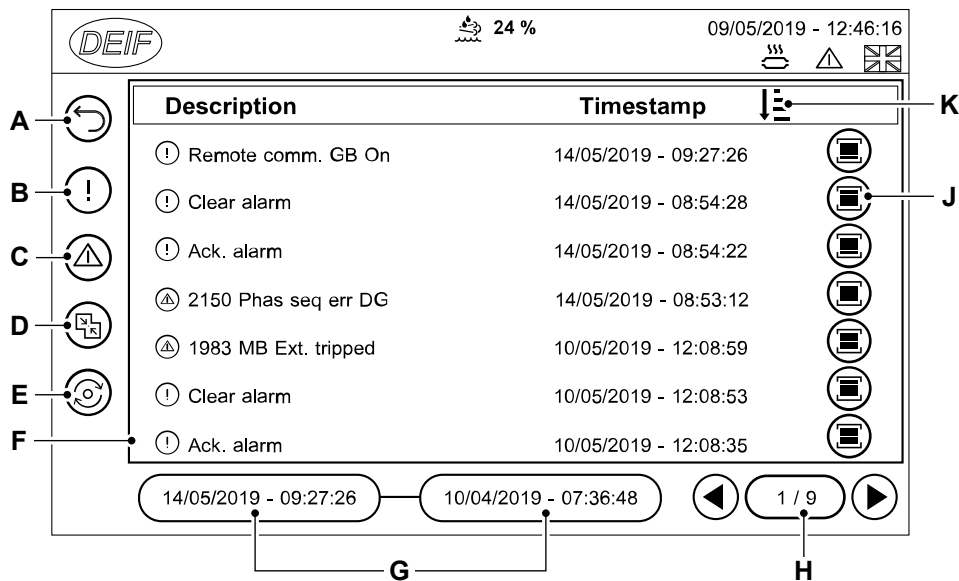 DEIF
24 %
09/05/2019 - 12:46:16
Description Timestamp
K
A
Remote comm. GB On 14/05/2019 - 09:27:26
B
Clear alarm 14/05/2019 - 08:54:28
J
C
Ack. alarm 14/05/2019 - 08:54:22
2150 Phas seq err DG 14/05/2019 - 08:53:12
D
1983 MB Ext. tripped 10/05/2019 - 12:08:59
E
Clear alarm 10/05/2019 - 12:08:53
F
Ack. alarm 10/05/2019 - 12:08:35
14/05/2019 - 09:27:26 10/04/2019 - 07:36:48 1 / 9
G
H